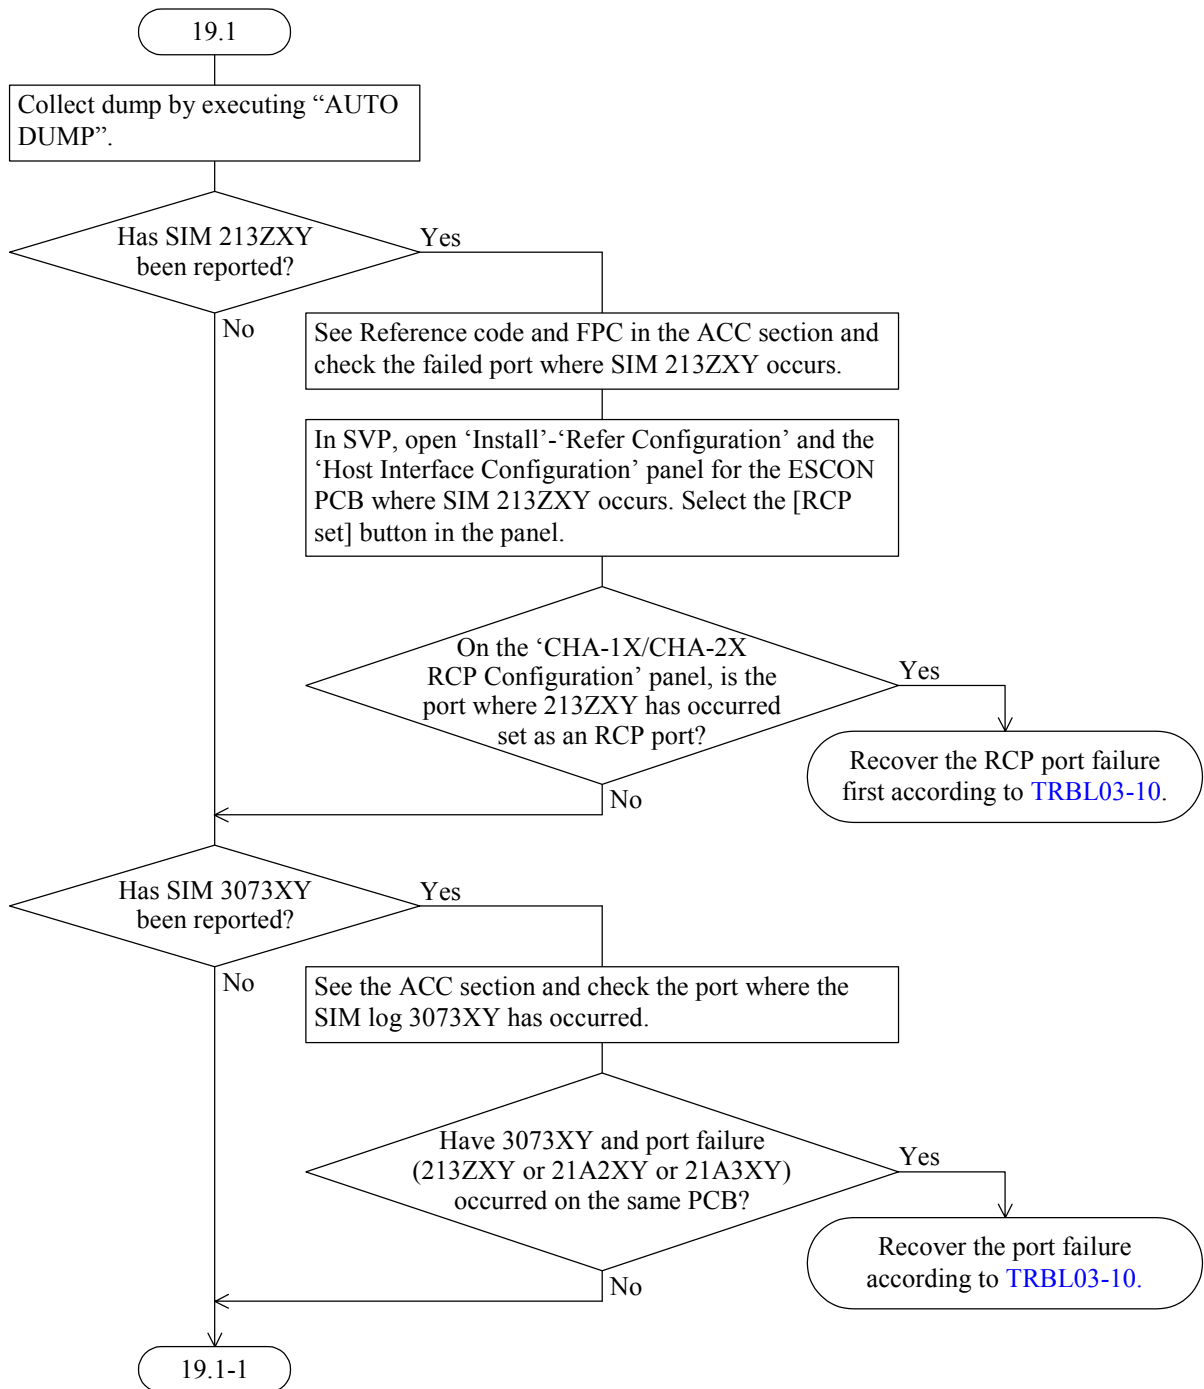 19.1
Collect dump by executing “AUTO
DUMP”.
Has SIM 213ZXY
been reported?
Yes
No
See Reference code and FPC in the ACC section and
check the failed port where SIM 213ZXY occurs.
In SVP, open ‘Install’-‘Refer Configuration’ and the
‘Host Interface Configuration’ panel for the ESCON
PCB where SIM 213ZXY occurs. Select the [RCP
set] button in the panel.
On the ‘CHA-1X/CHA-2X
RCP Configuration’ panel, is the
port where 213ZXY has occurred
set as an RCP port?
Yes
Recover the RCP port failure
first according to TRBL03-10.
No
Has SIM 3073XY
been reported?
Yes
No
See the ACC section and check the port where the
SIM log 3073XY has occurred.
Have 3073XY and port failure
(213ZXY or 21A2XY or 21A3XY)
occurred on the same PCB?
Yes
Recover the port failure
according to TRBL03-10.
No
19.1-1